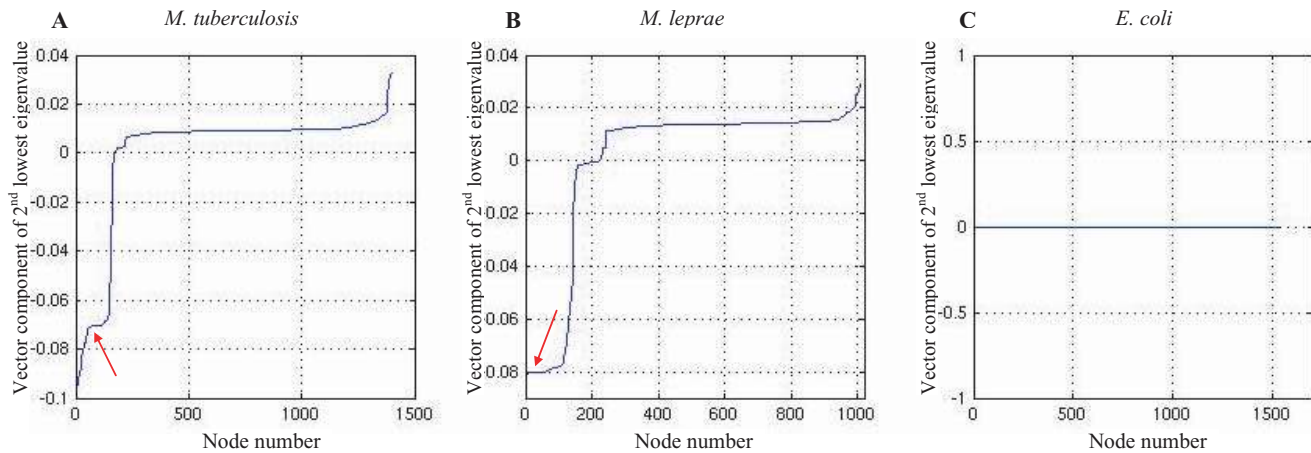 A M. tuberculosis
Vector component of 2nd lowest eigenvalue
0.04
0.02
0
-0.02
-0.04
-0.06
-0.08
-0.1
0 500 1000 1500
Node number
B M. leprae
Vector component of 2nd lowest eigenvalue
0.04
0.02
0
0.02
0.04
0.06
0.08
0 200 400 600 800 1000
Node number
C E. coli
Vector component of 2nd lowest eigenvalue
1
0.5
0
-0.5
-1
0 500 1000 1500
Node number